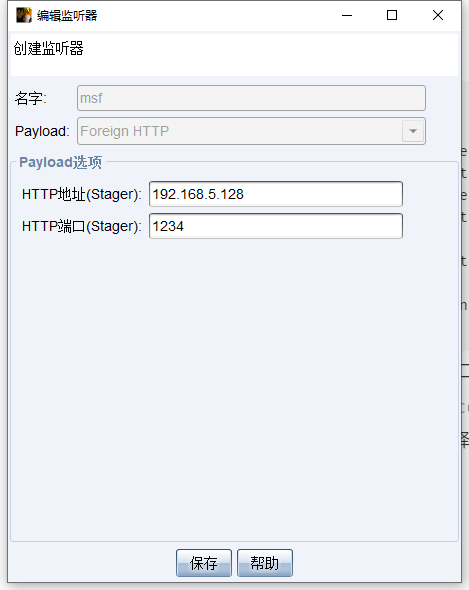 编辑监听器
创建监听器
名字: msf
Payload: Foreign HTTP
Payload选项
HTTP地址(Stager): 192.168.5.128
HTTP端口(Stager): 1234
保存 帮助